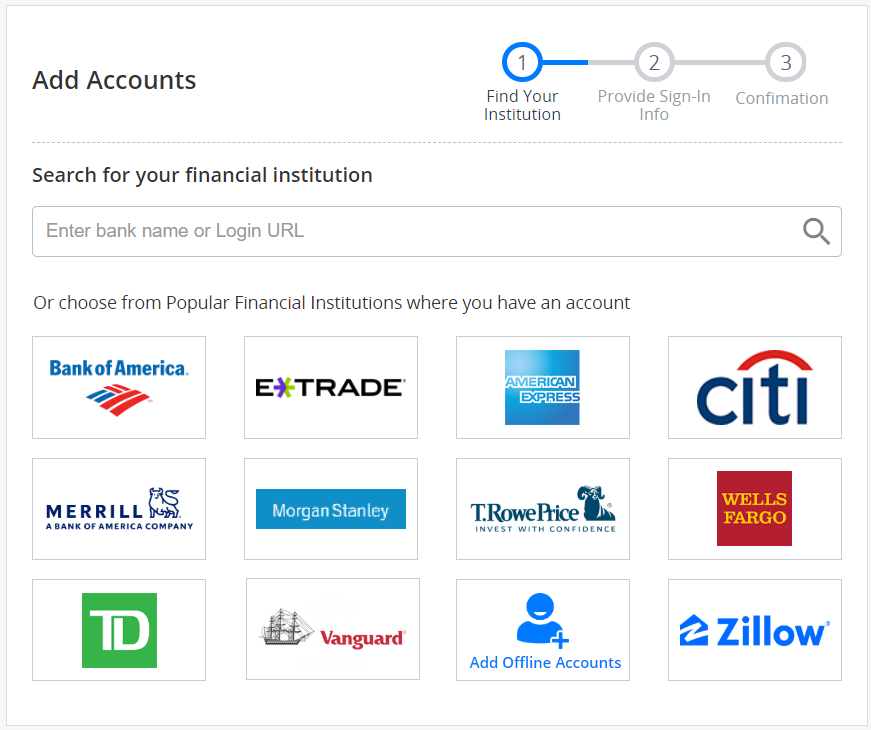 Add Accounts
1
2
3
Find Your
Institution
Provide Sign-In
Info
Confimation
Search for your financial institution
Enter bank name or Login URL
Or choose from Popular Financial Institutions where you have an account
Bank of America
E*TRADE
AMERICAN
EXPRESS
citi
MERRILL
A BANK OF AMERICA COMPANY
Morgan Stanley
T.RowePrice
INVEST WITH CONFIDENCE
WELLS
FARGO
TD
Vanguard
Add Offline Accounts
Zillow